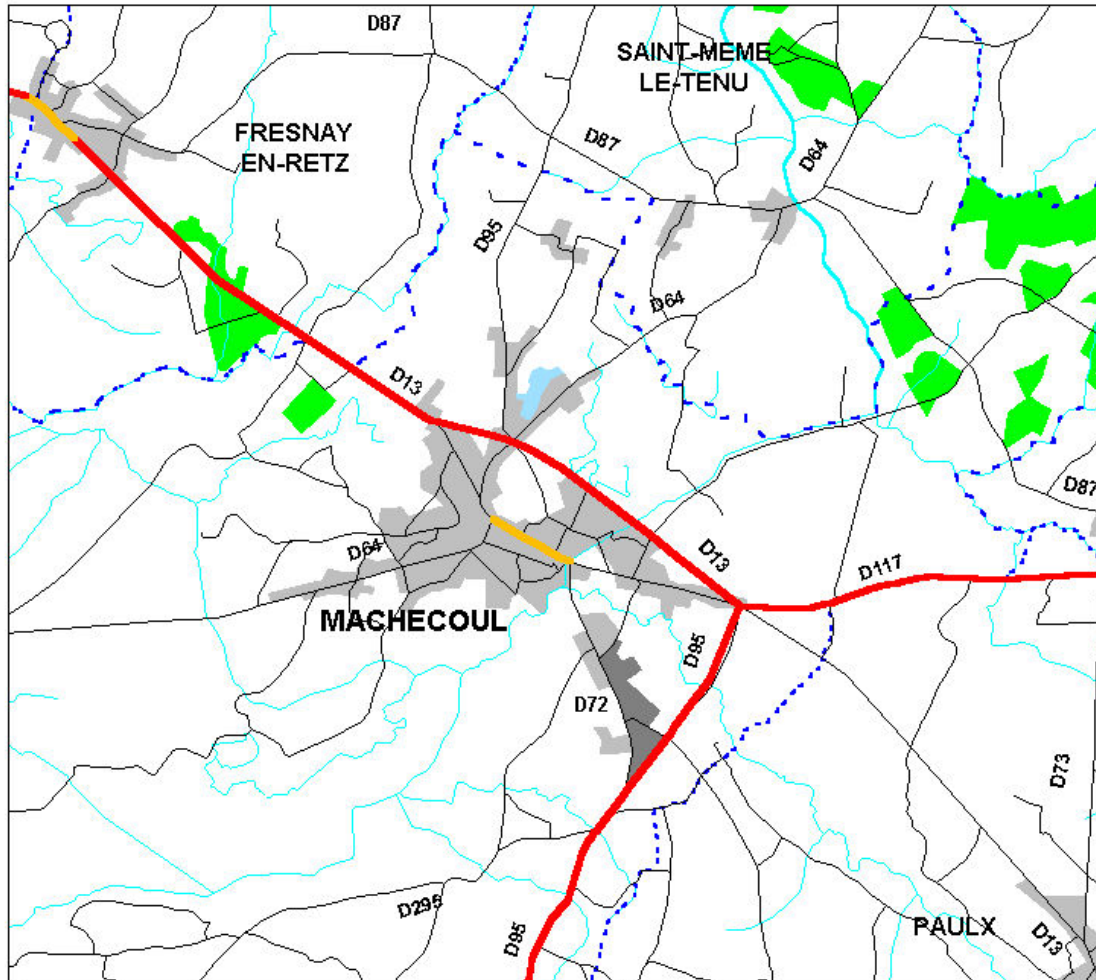 D87
SAINT-MEME
LE-TENU
FRESNAY
EN-RETZ
D87
D64
D95
D64
D13
D87
D64
D13
D117
MACHECOUL
D95
D72
D73
D295
PAULX
D95
D13